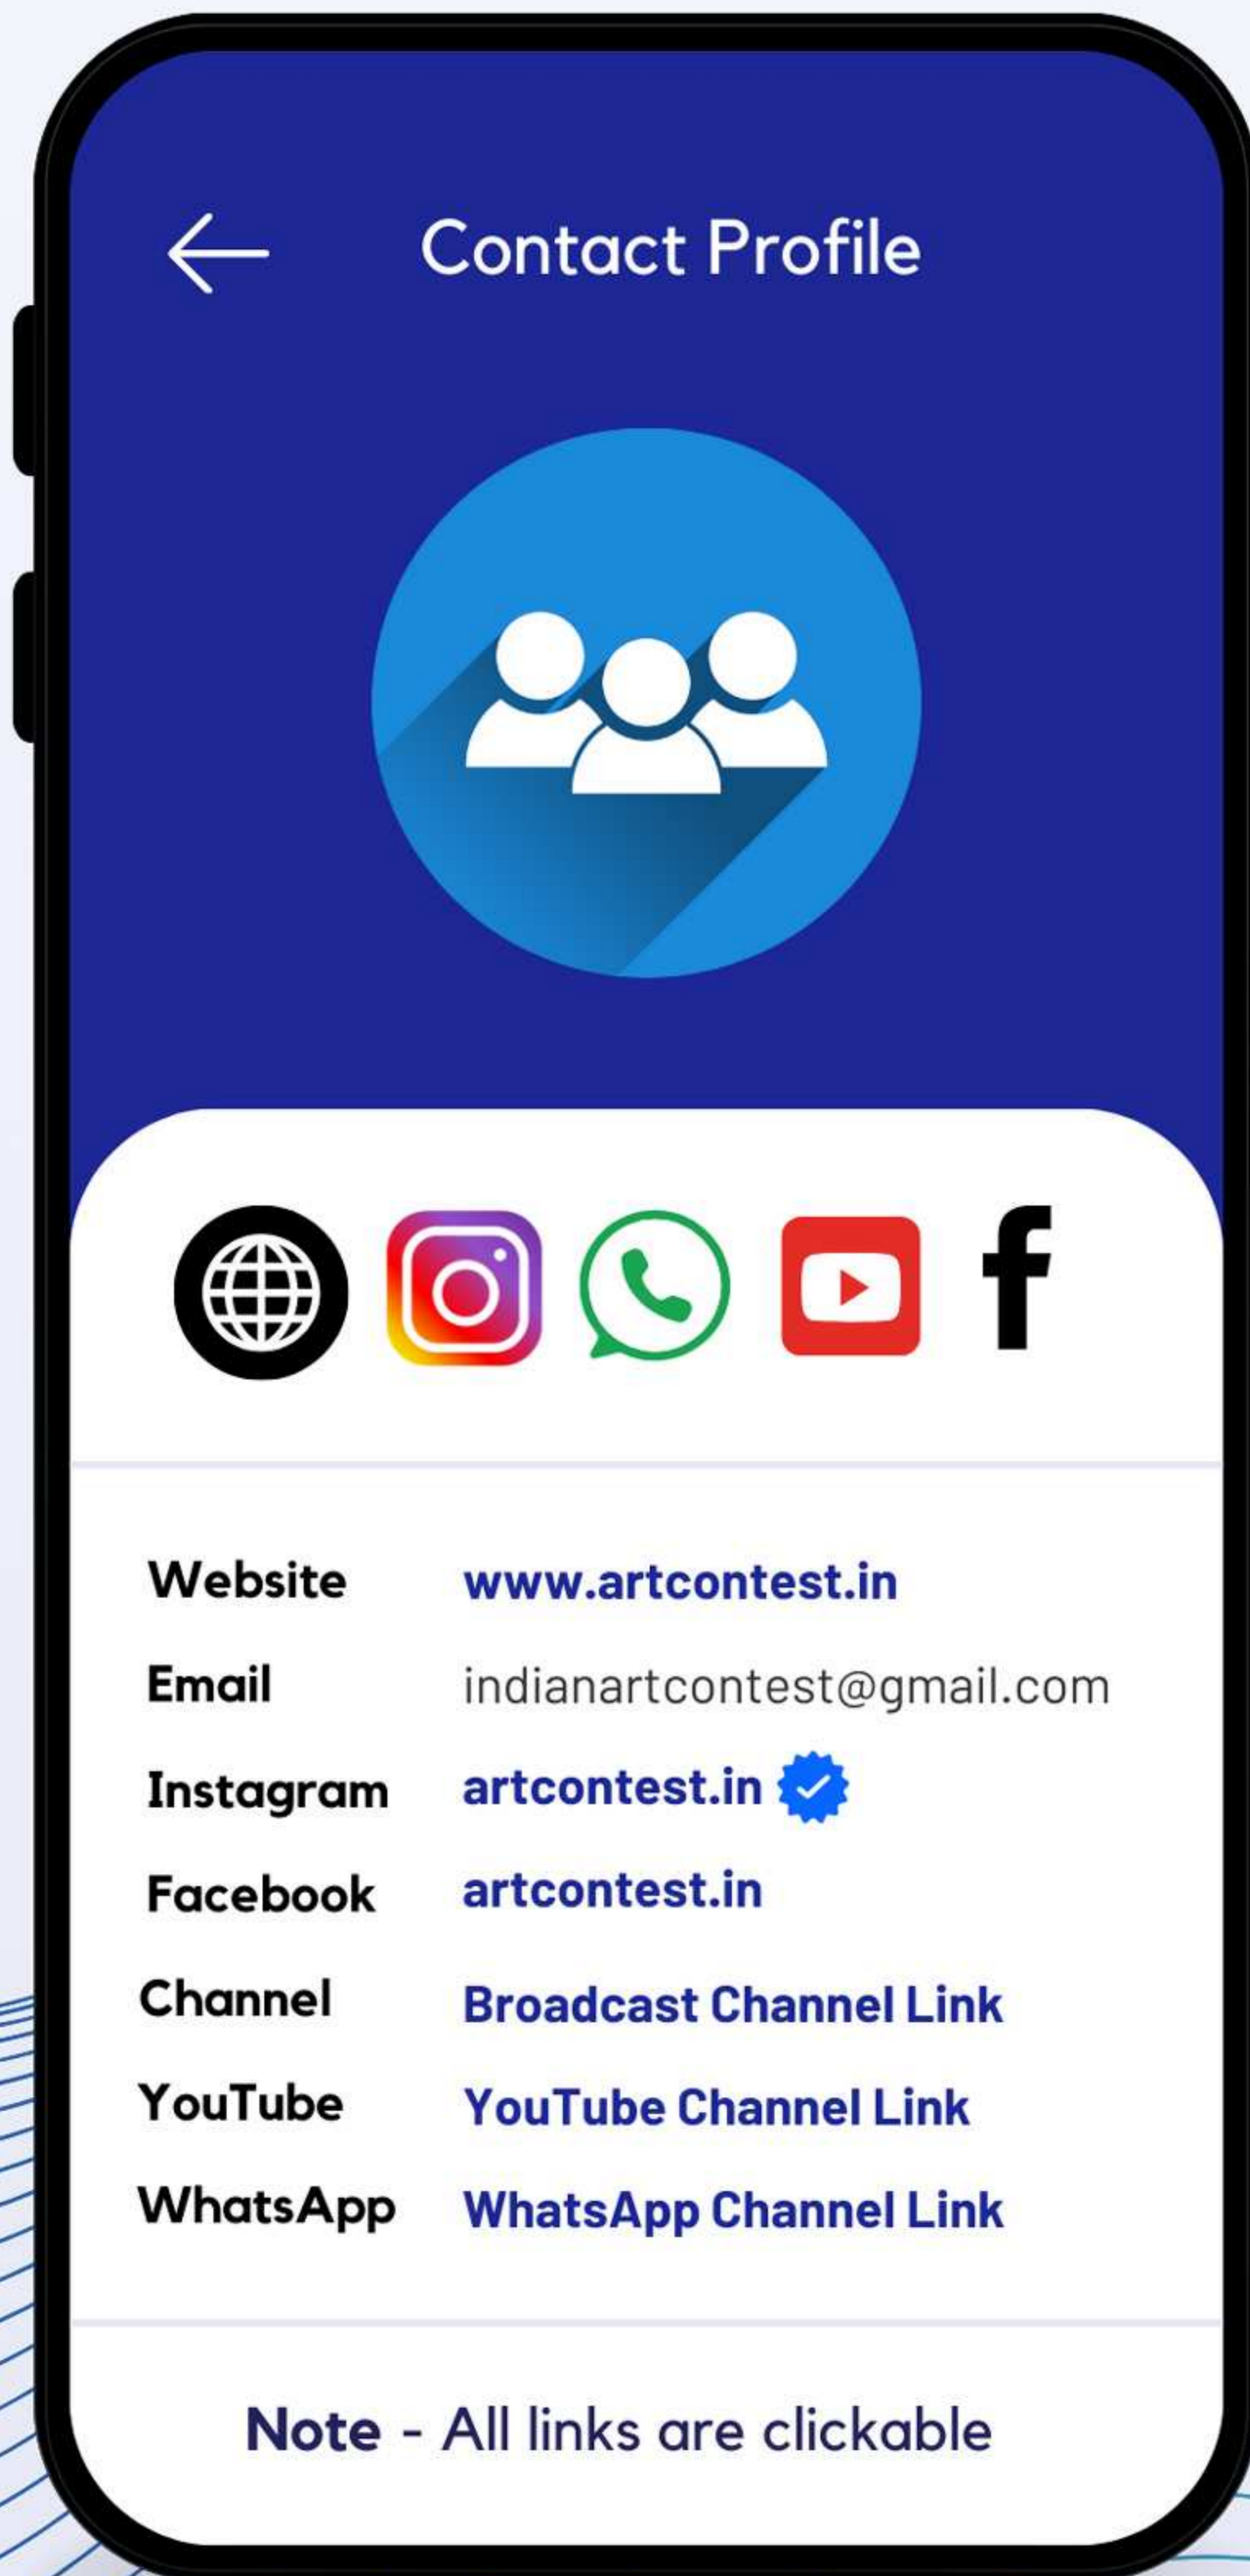 Contact Profile
Website www.artcontest.in
Email indianartcontest@gmail.com
Instagram artcontest.in
Facebook artcontest.in
Channel Broadcast Channel Link
YouTube YouTube Channel Link
WhatsApp WhatsApp Channel Link
Note - All links are clickable